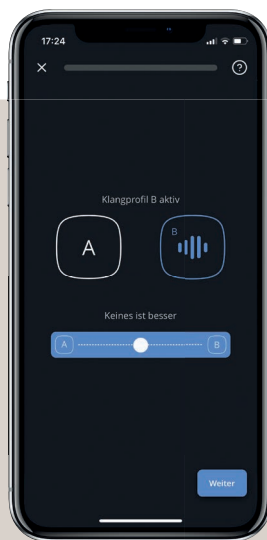 17:24
?
Klangprofil B aktiv
A
B
Keines ist besser
A
B
Weiter